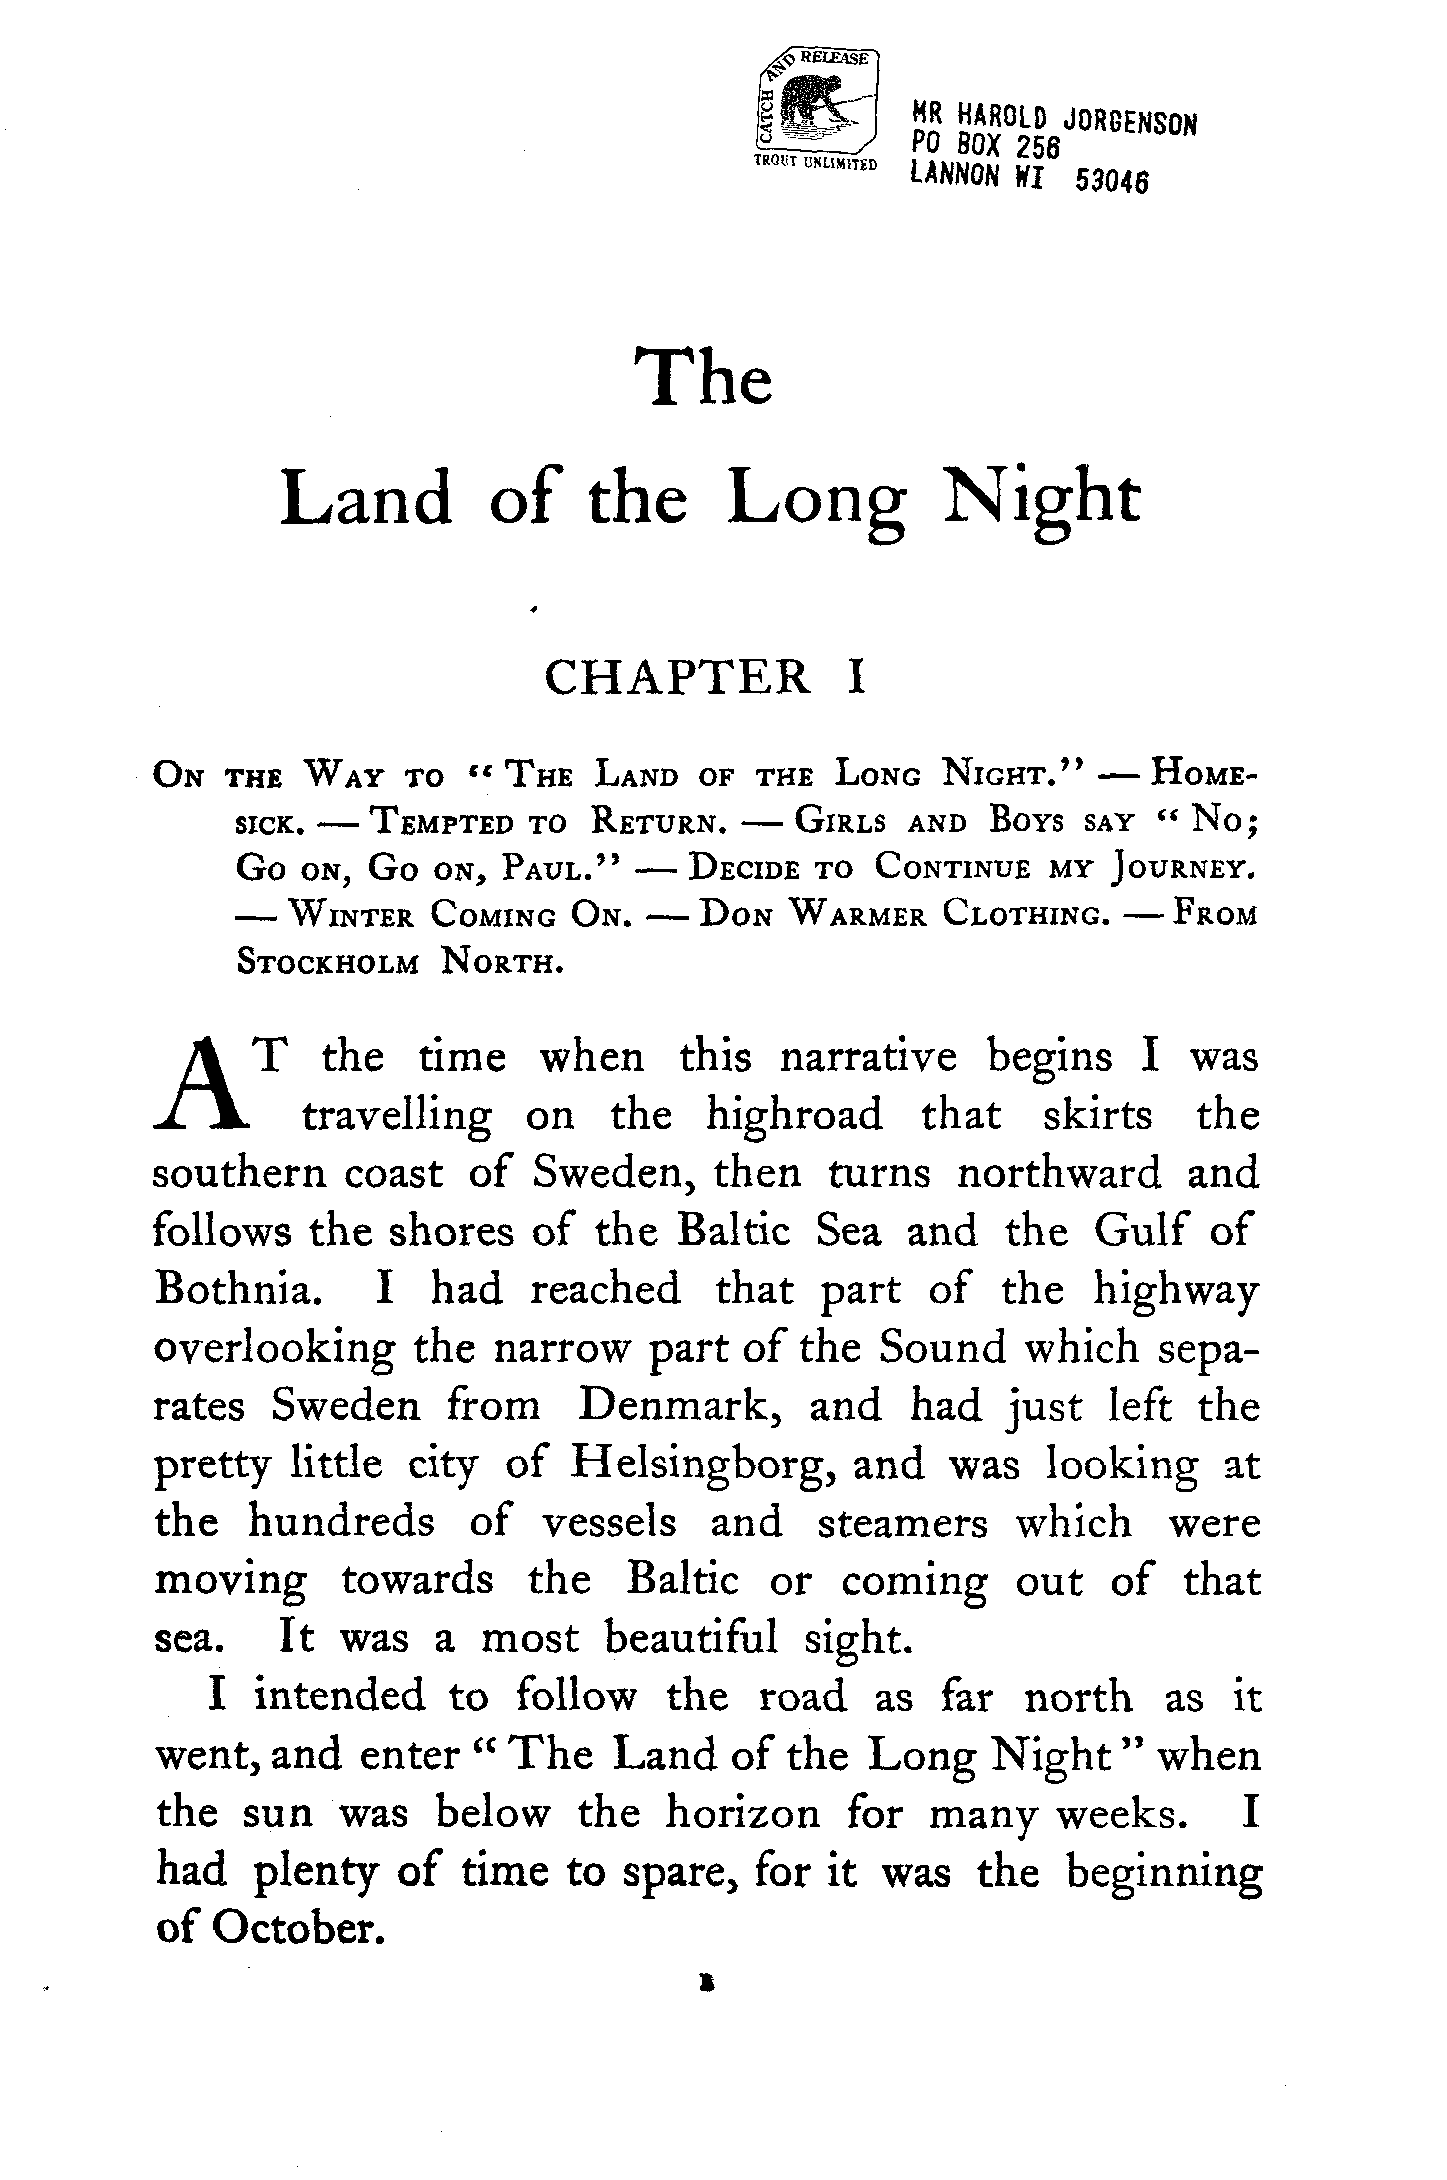 CATCH AND RELEASE
TROUT UNLIMITED
MR HAROLD JORGENSON
PO BOX 256
LANNON WI 53046
The
Land of the Long Night
CHAPTER I
On the Way to “The Land of the Long Night.” — Home-
sick. — Tempted to Return. — Girls and Boys say “No;
Go on, Go on, Paul.” — Decide to Continue my Journey.
— Winter Coming On. — Don Warmer Clothing. — From
Stockholm North.
AT the time when this narrative begins I was
travelling on the highroad that skirts the
southern coast of Sweden, then turns northward and
follows the shores of the Baltic Sea and the Gulf of
Bothnia. I had reached that part of the highway
overlooking the narrow part of the Sound which sepa-
rates Sweden from Denmark, and had just left the
pretty little city of Helsingborg, and was looking at
the hundreds of vessels and steamers which were
moving towards the Baltic or coming out of that
sea. It was a most beautiful sight.
I intended to follow the road as far north as it
went, and enter “The Land of the Long Night” when
the sun was below the horizon for many weeks. I
had plenty of time to spare, for it was the beginning
of October.